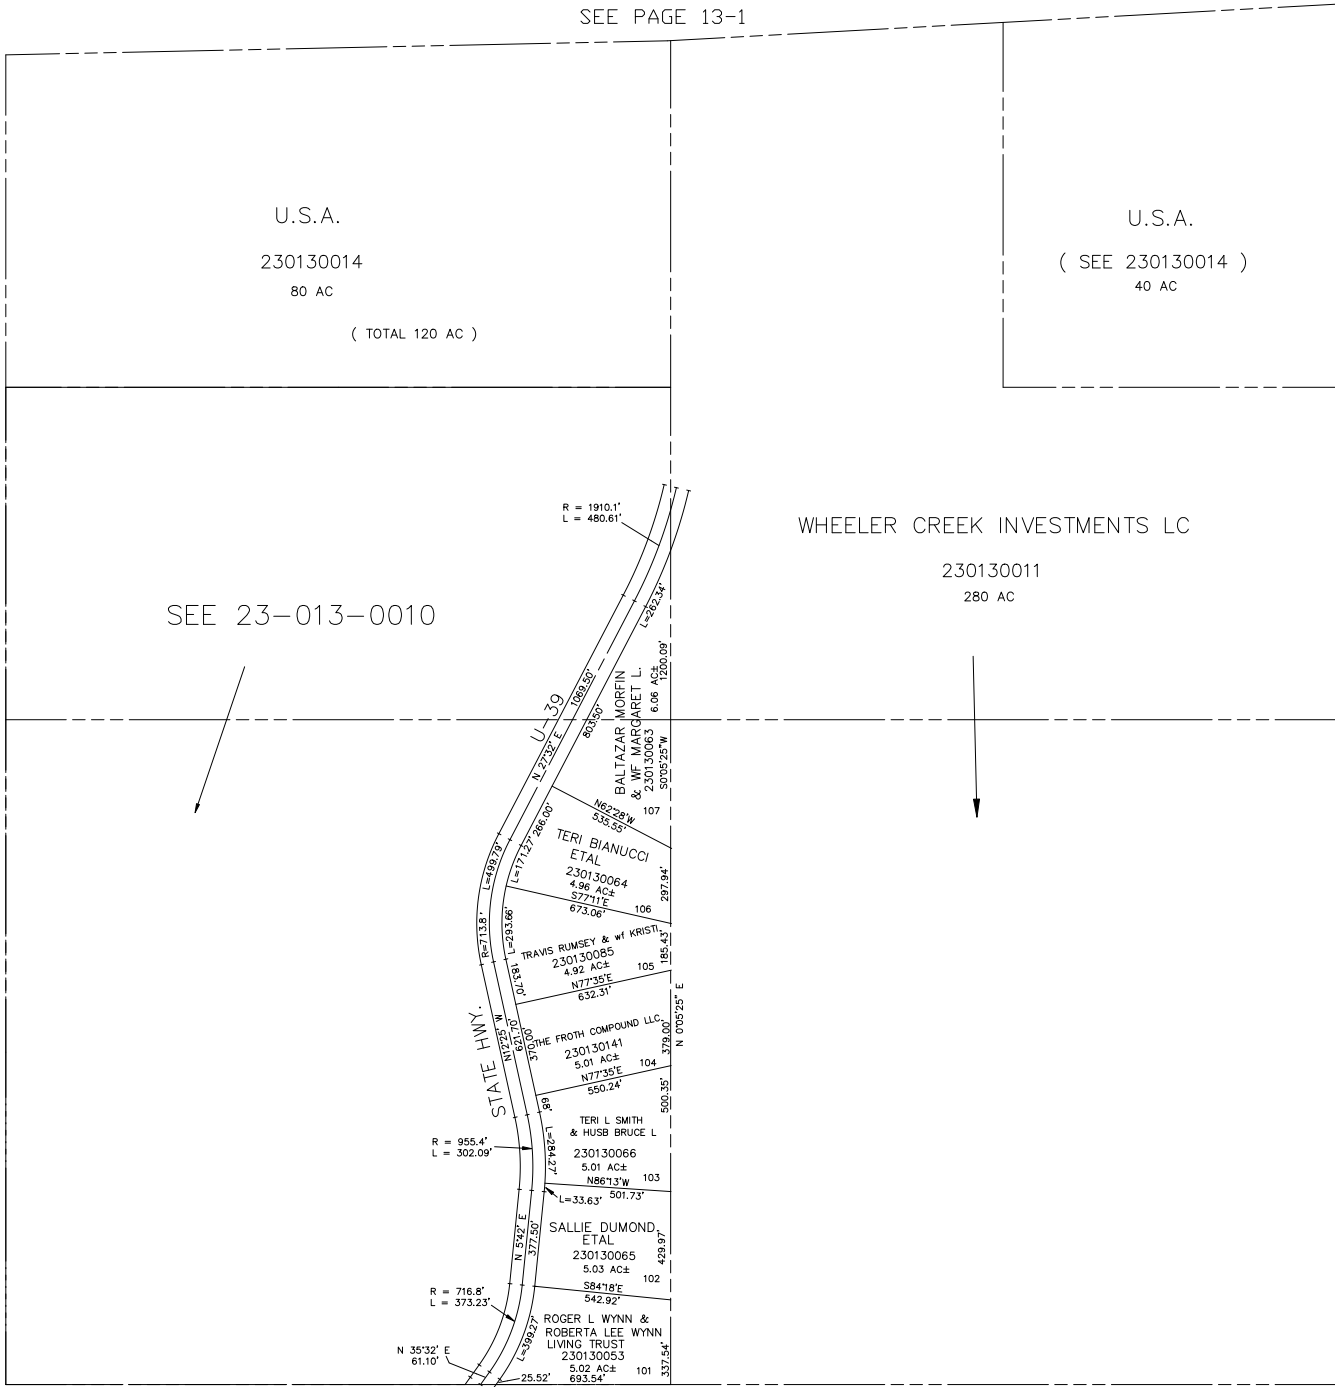 SEE PAGE 13-1
U.S.A.
230130014
80 AC
( TOTAL 120 AC )
U.S.A.
( SEE 230130014 )
40 AC
WHEELER CREEK INVESTMENTS LC
230130011
280 AC
SEE 23-013-0010
R = 1910.1'
L = 480.61'
L=262.34'
1069.50'
803.50'
U-39
N 27°32' E
BALTAZAR MORFIN
& WF MARGARET L.
230130063
6.06 AC±
1200.09'
S0°05'25"W
107
N62°28'W
535.55'
266.00'
L=171.27'
L=499.79'
R=713.8'
TERI BIANUCCI
ETAL
230130064
4.96 AC±
297.94'
S77°11'E
673.06'
106
L=293.66'
TRAVIS RUMSEY & wf KRISTI
230130085
4.92 AC±
185.43'
105
183.70'
N77°35'E
632.31'
N 0°05'25" E
STATE HWY.
N12°25' W
621.70'
370.00'
THE FROTH COMPOUND LLC
230130141
5.01 AC±
379.00'
104
N77°35'E
550.24'
500.35'
68'
TERI L SMITH
& HUSB BRUCE L
230130066
5.01 AC±
103
L=284.27'
R = 955.4'
L = 302.09'
N86°13'W
501.73'
L=33.63'
SALLIE DUMOND
ETAL
230130065
5.03 AC±
429.97'
102
N 5°42' E
377.50'
S84°18'E
542.92'
R = 716.8'
L = 373.23'
ROGER L WYNN &
ROBERTA LEE WYNN
LIVING TRUST
230130053
5.02 AC±
101
337.54'
L=399.27'
N 35°32' E
61.10'
25.52'
693.54'